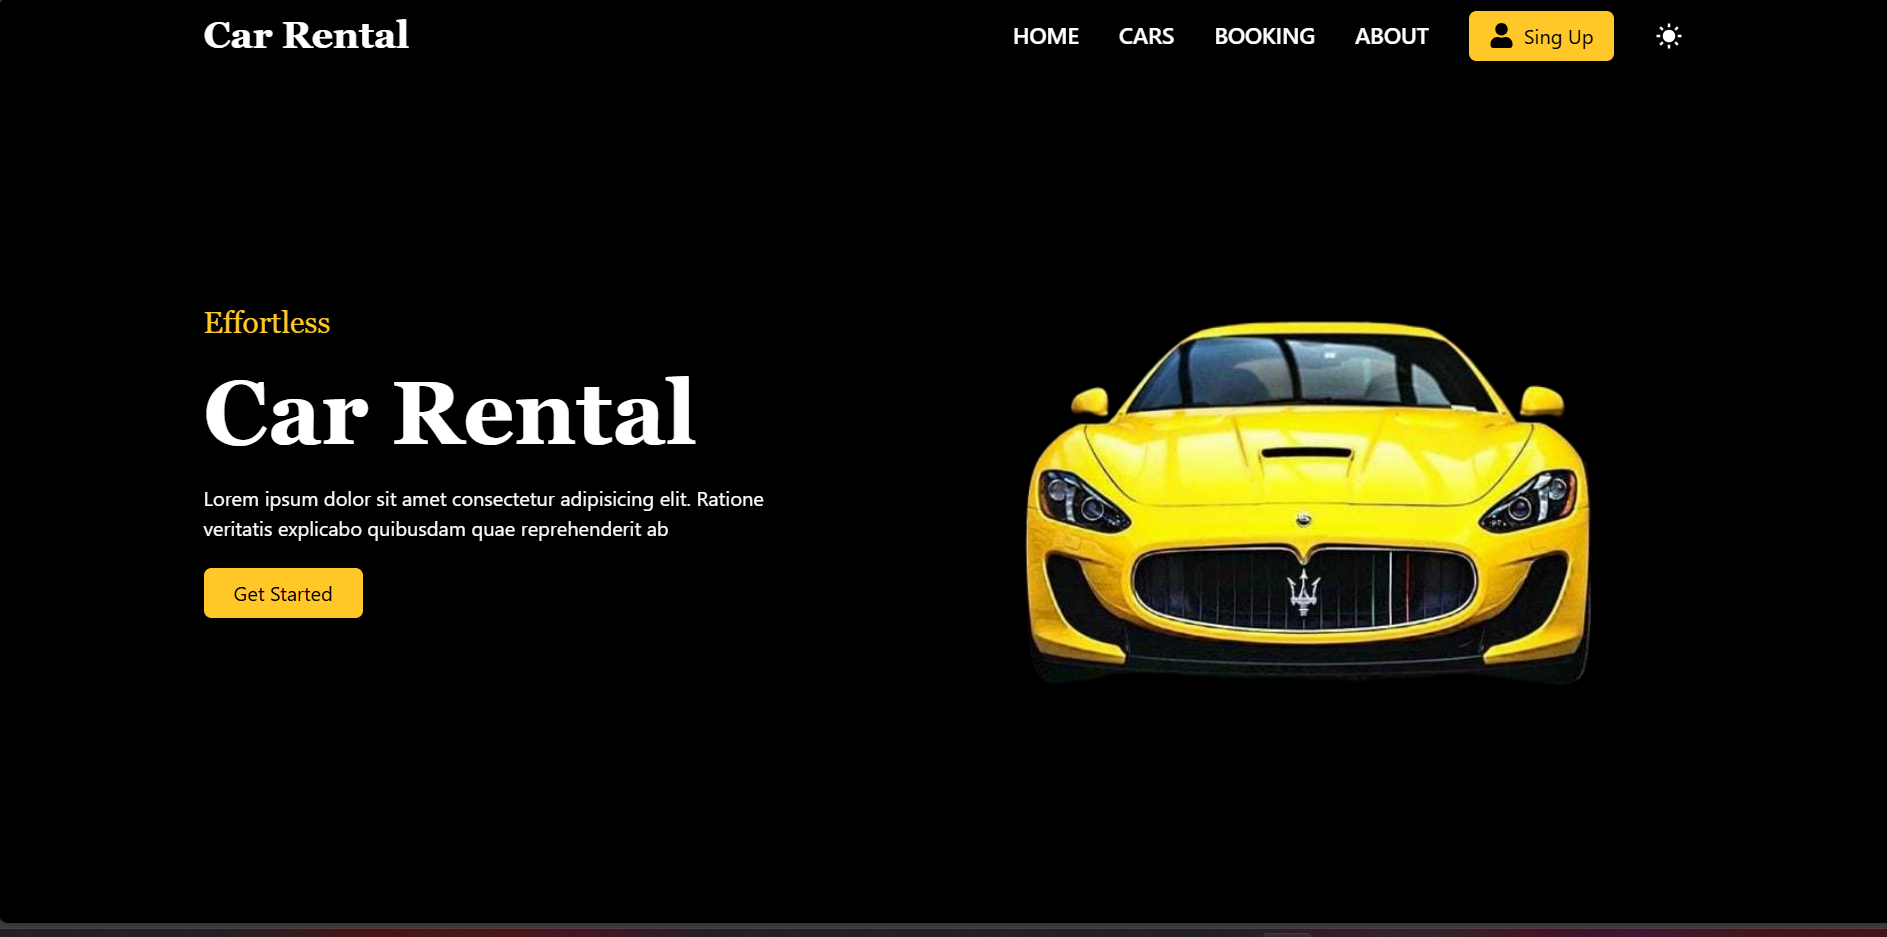 Car Rental
HOME
CARS
BOOKING
ABOUT
Sing Up
Effortless
Car Rental
Lorem ipsum dolor sit amet consectetur adipisicing elit. Ratione
veritatis explicabo quibusdam quae reprehenderit ab
Get Started